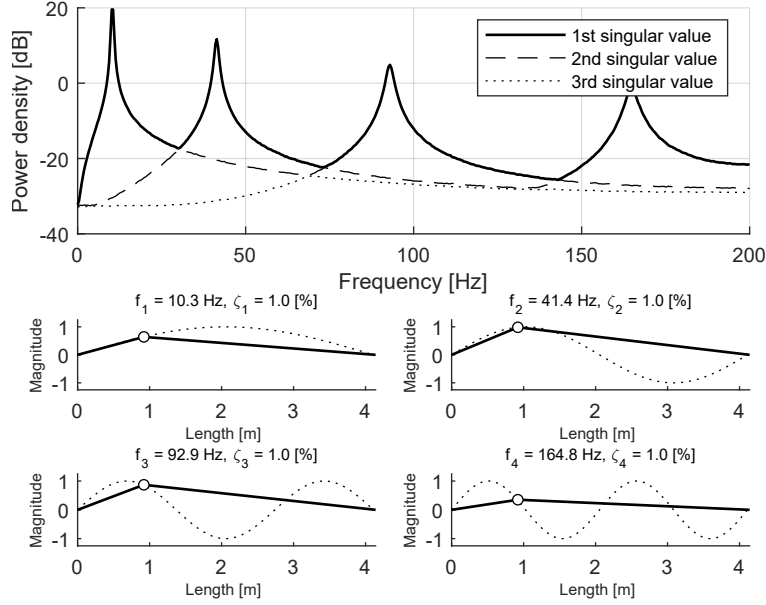 20
0
-20
-40
Power density [dB]
1st singular value
2nd singular value
3rd singular value
0 50 100 150 200
Frequency [Hz]
f1 = 10.3 Hz, ζ1 = 1.0 [%]
1
0
-1
Magnitude
0 1 2 3 4
Length [m]
f2 = 41.4 Hz, ζ2 = 1.0 [%]
1
0
-1
Magnitude
0 1 2 3 4
Length [m]
f3 = 92.9 Hz, ζ3 = 1.0 [%]
1
0
-1
Magnitude
0 1 2 3 4
Length [m]
f4 = 164.8 Hz, ζ4 = 1.0 [%]
1
0
-1
Magnitude
0 1 2 3 4
Length [m]